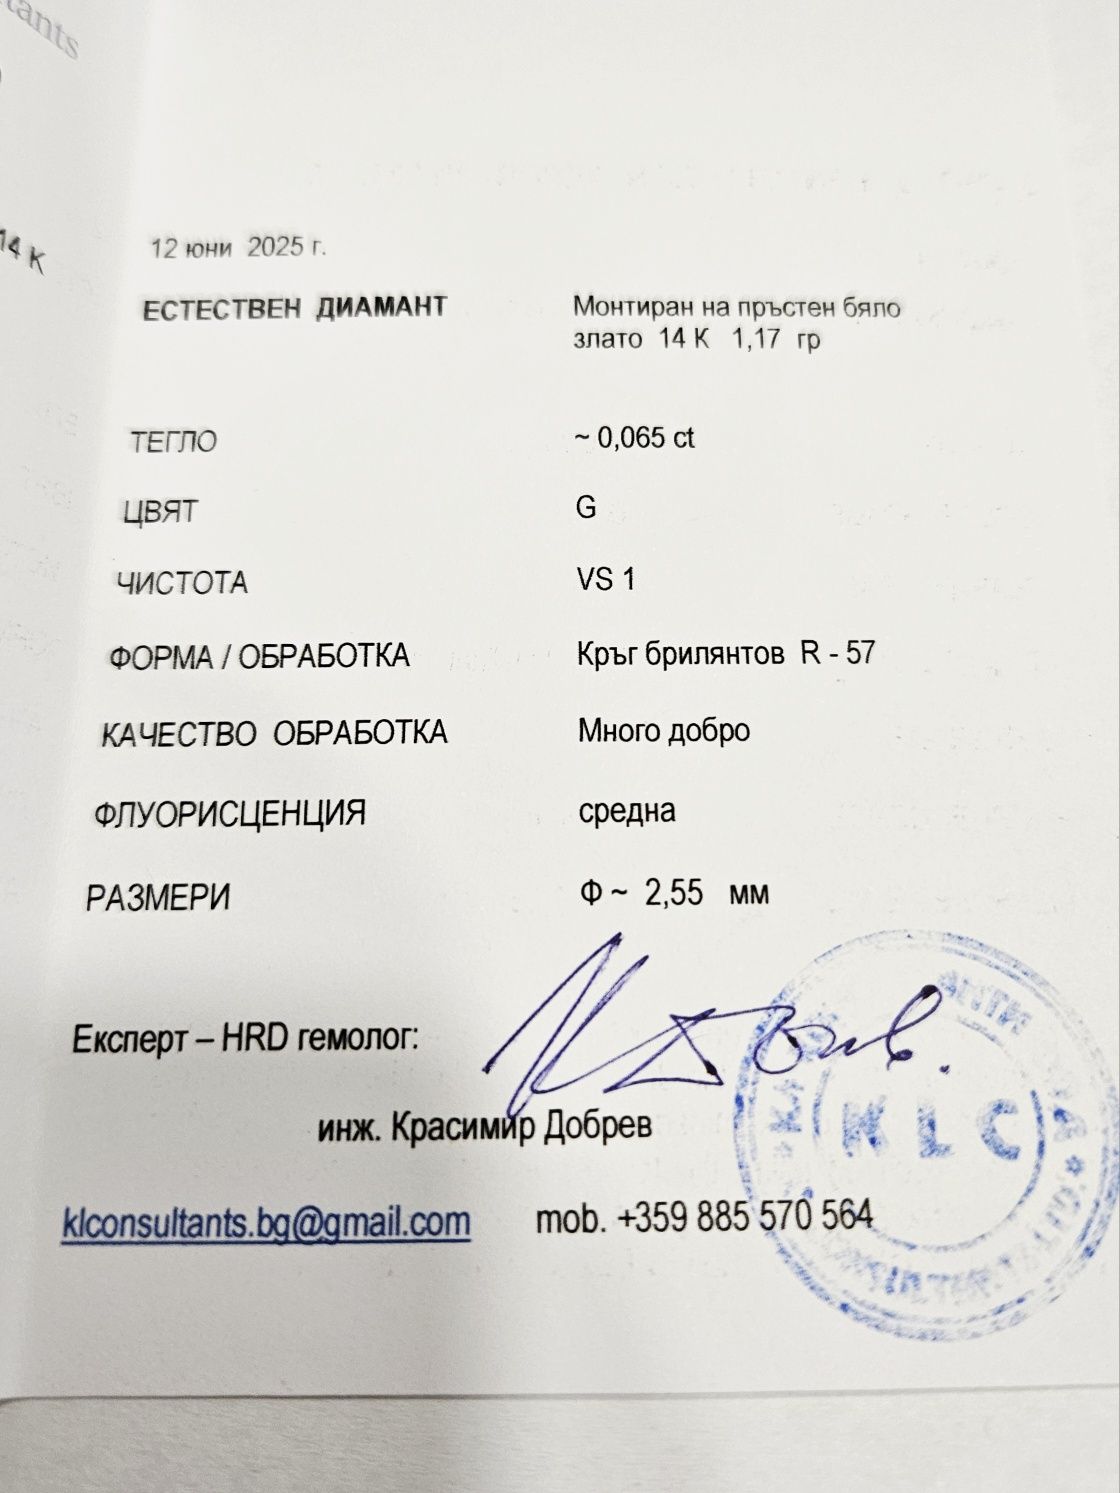 tants
14 K
12 юни 2025 г.
ЕСТЕСТВЕН ДИАМАНТ Монтиран на пръстен бяло
злато 14 К 1,17 гр
ТЕГЛО ~ 0,065 ct
ЦВЯТ G
ЧИСТОТА VS 1
ФОРМА / ОБРАБОТКА Кръг брилянтов R - 57
КАЧЕСТВО ОБРАБОТКА Много добро
ФЛУОРИСЦЕНЦИЯ средна
РАЗМЕРИ Ф ~ 2,55 мм
Експерт – HRD гемолог:
инж. Красимир Добрев
KLC
klconsultants.bg@gmail.com mob. +359 885 570 564